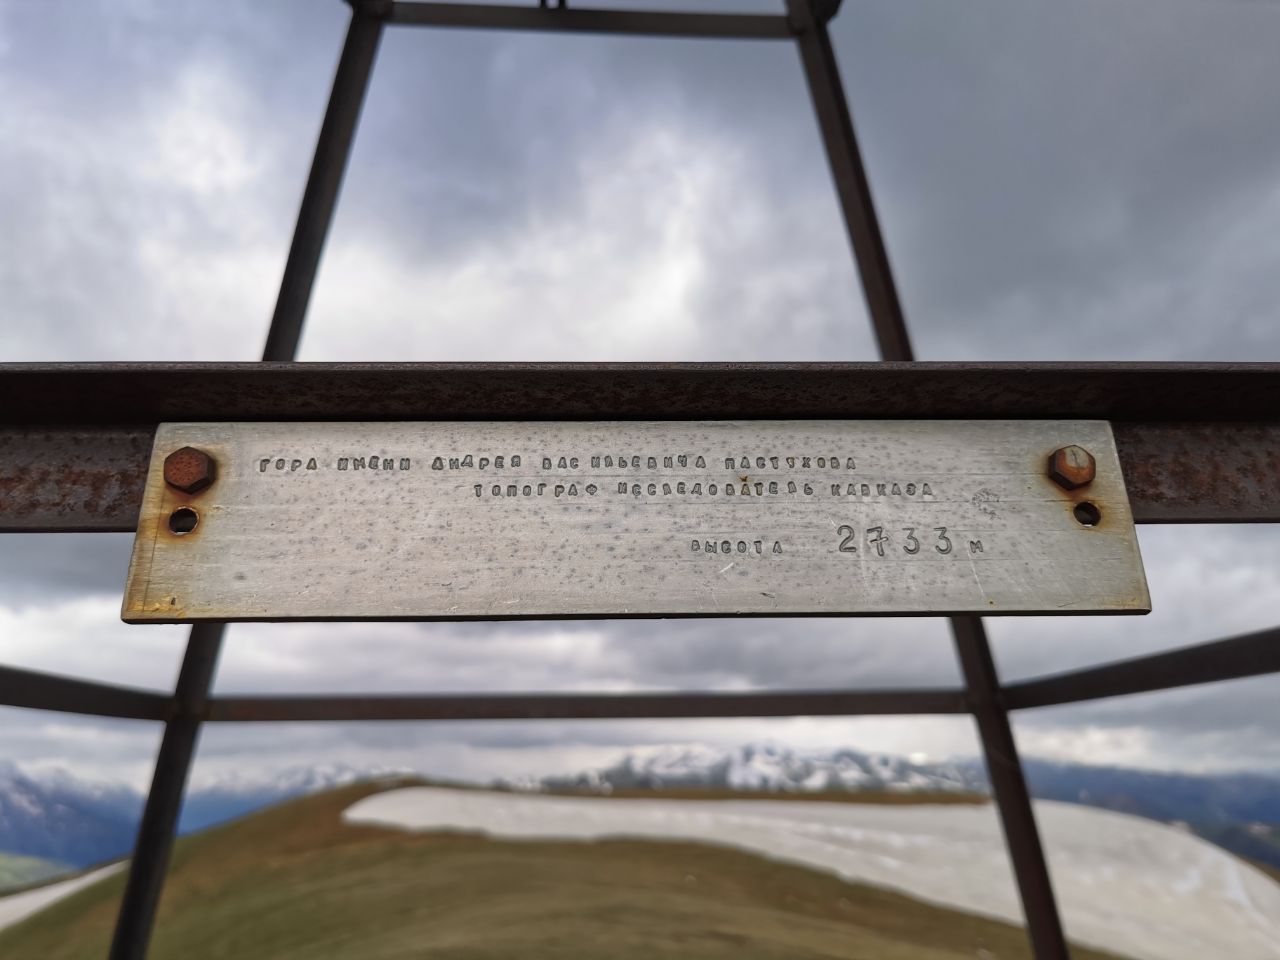 ГОРА ИМЕНИ АНДРЕЯ ВАСИЛЬЕВИЧА ПАСТУХОВА
ТОПОГРАФ ИССЛЕДОВАТЕЛЬ КАВКАЗА
ВЫСОТА 2733 м